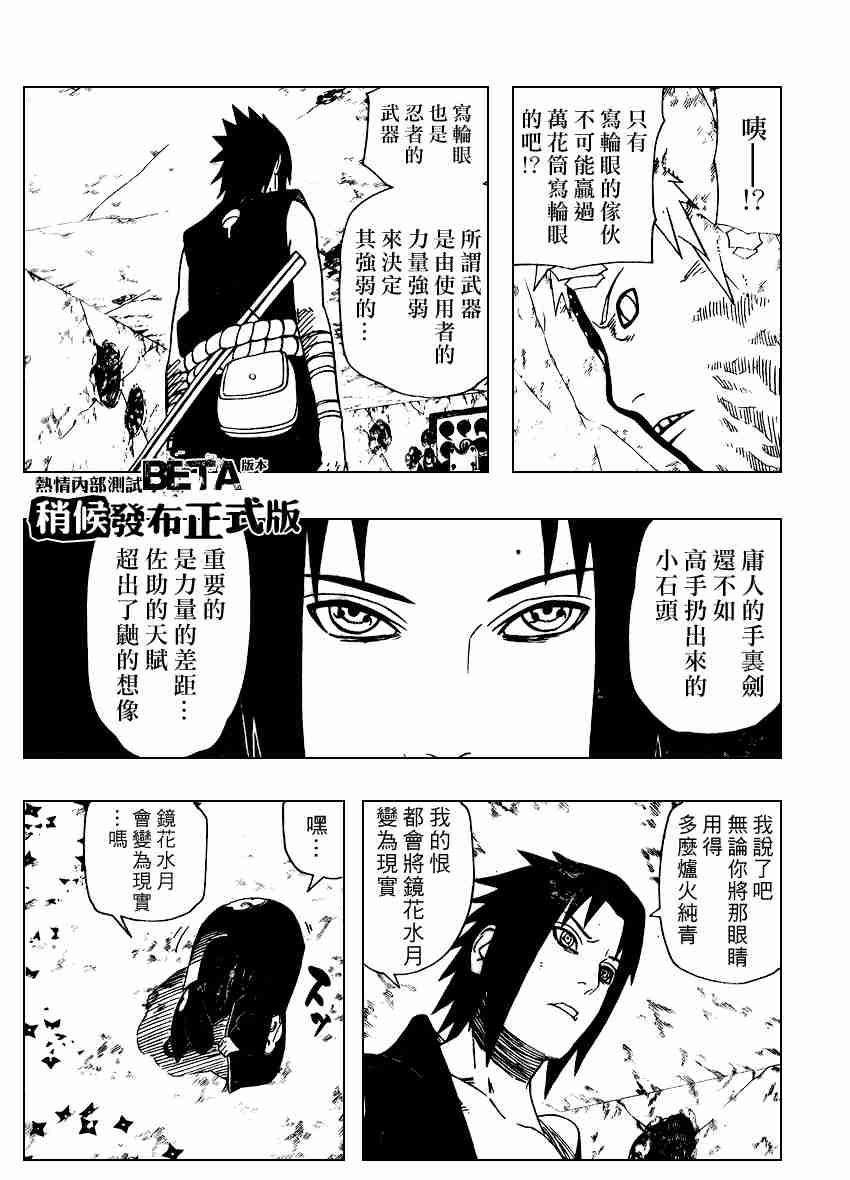 咦——!?
只有
寫輪眼的傢伙
不可能贏過
萬花筒寫輪眼
的吧!?
寫輪眼
也是
忍者的
武器
所謂武器
是由使用者的
力量強弱
來決定
其強弱的…
熱情內部測試
BETA版本
稍候發布正式版
庸人的手裏劍
還不如
高手扔出來的
小石頭
重要的
是力量的差距…
佐助的天賦
超出了鼬的想像
我說了吧
無論你將那眼睛
用得
多麼爐火純青
我的恨
都會將鏡花水月
變為現實
嘿…
鏡花水月
會變為現實
…嗎
スッ